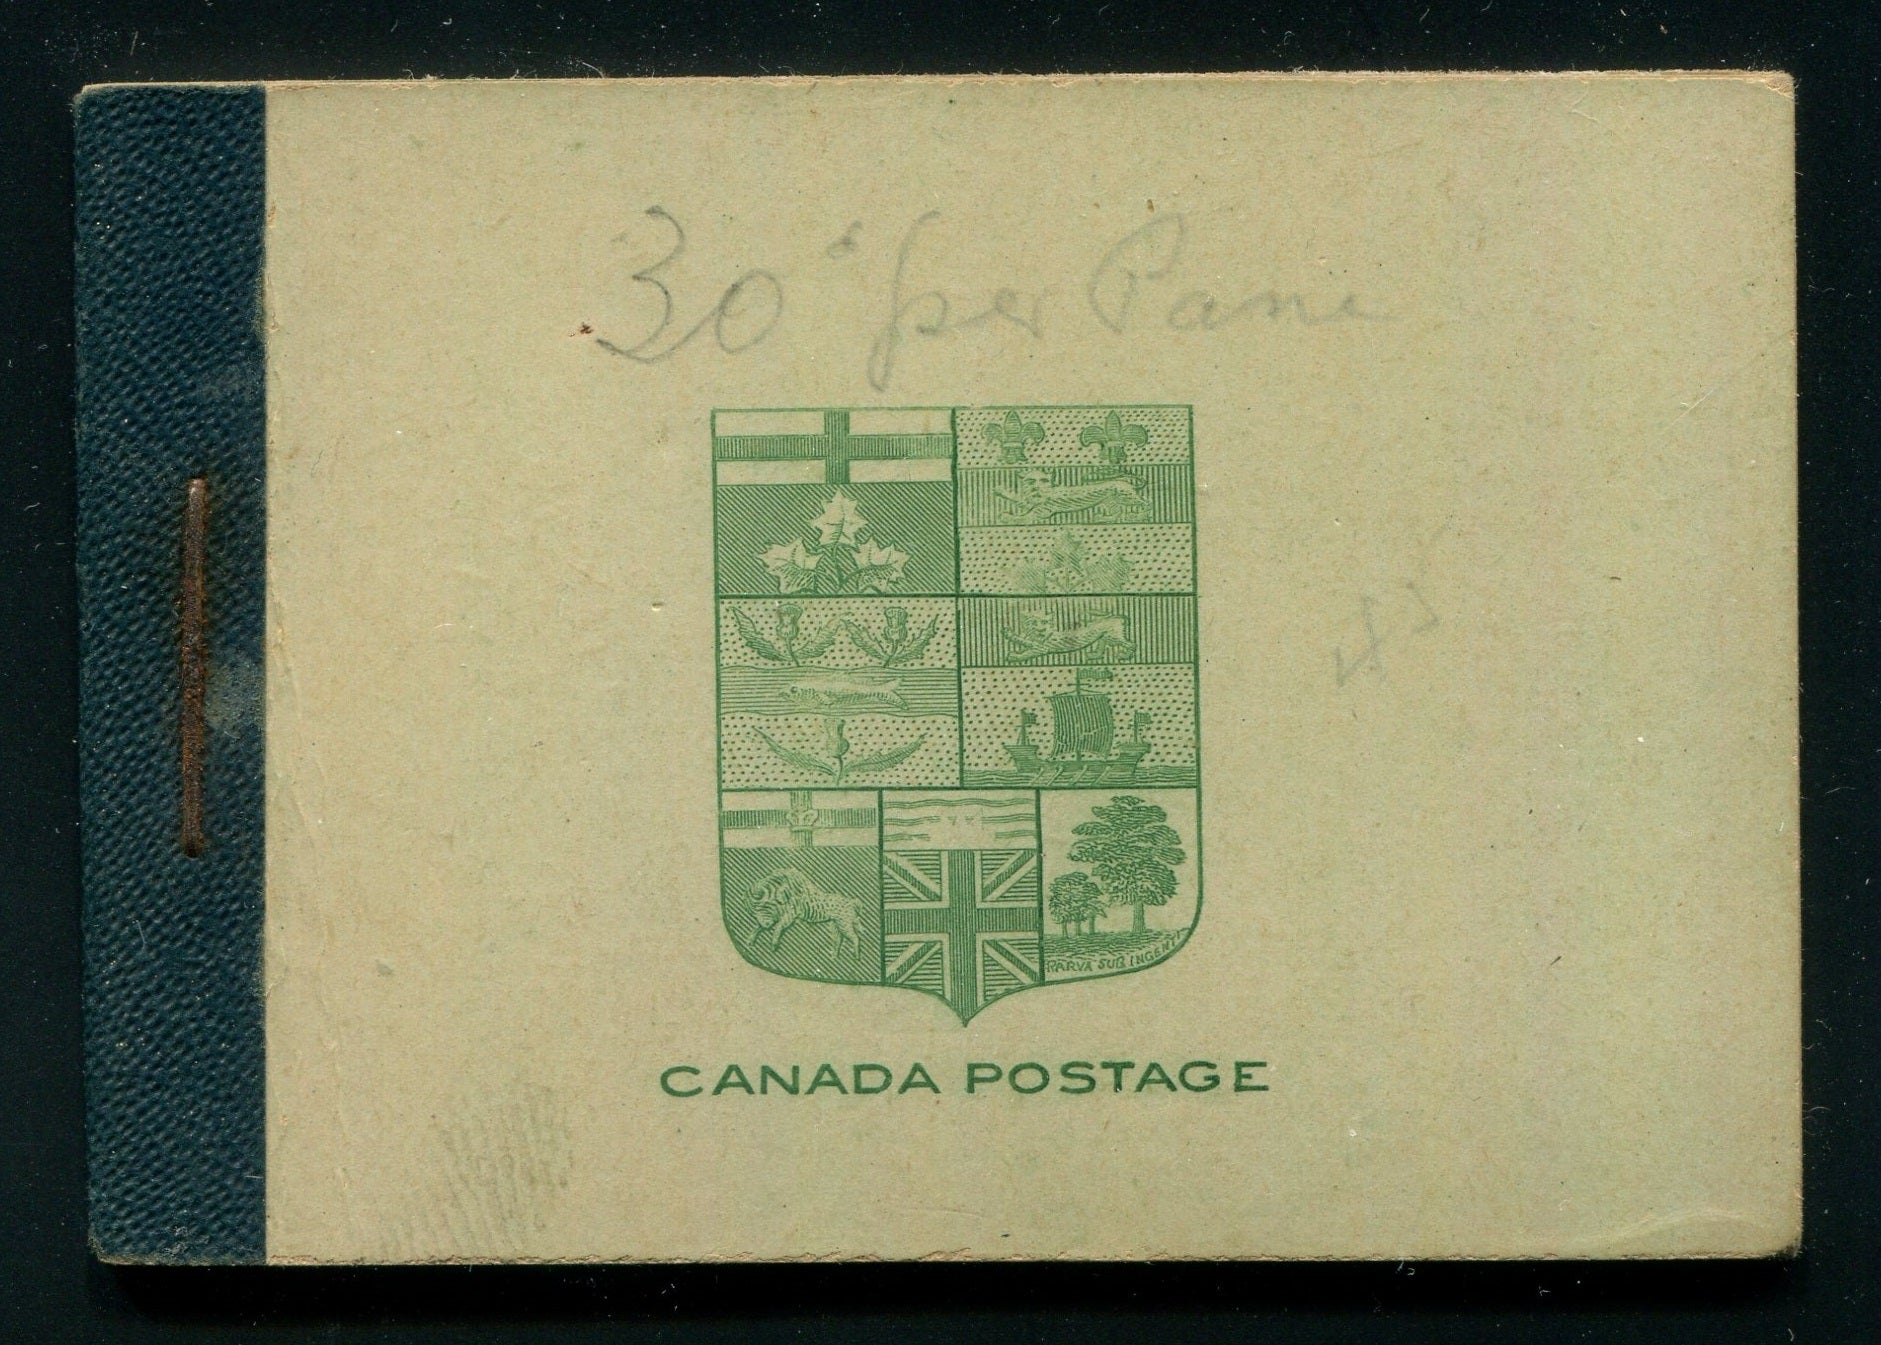 30¢ per Pane
PARVA SUB INGENTI
CANADA POSTAGE